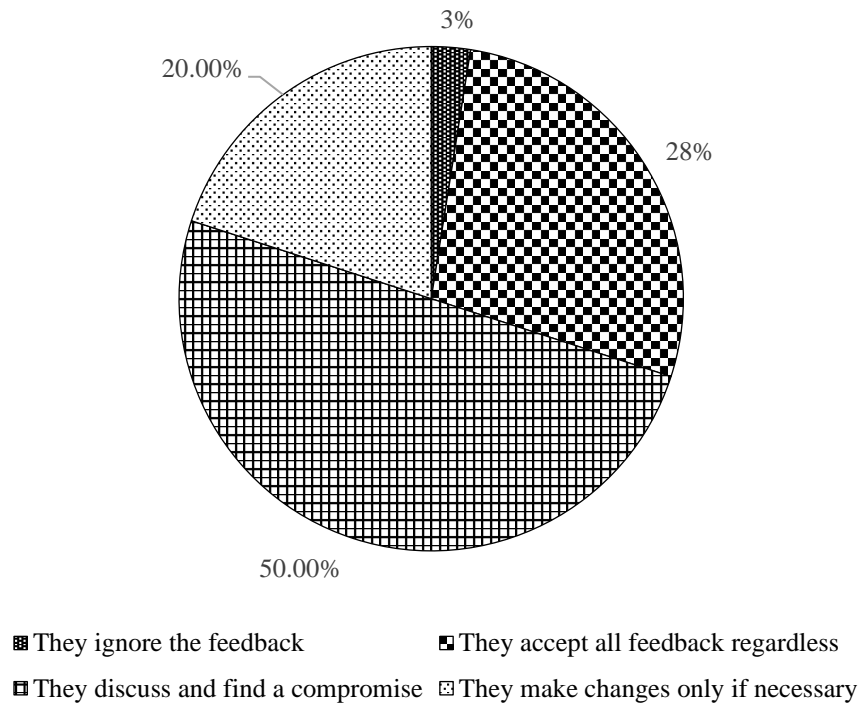 3%
20.00%
28%
50.00%
They ignore the feedback
They accept all feedback regardless
They discuss and find a compromise
They make changes only if necessary